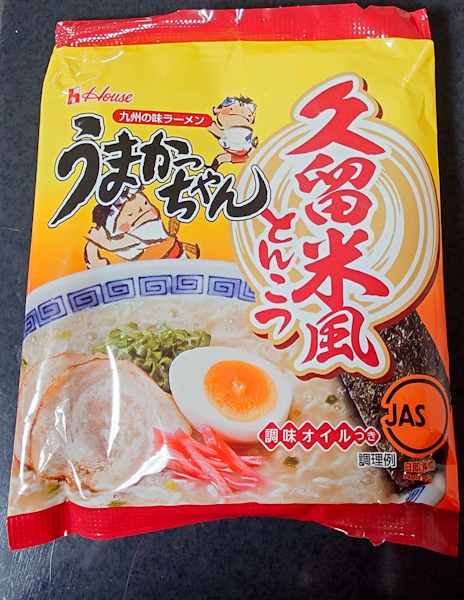 House
九州の味ラーメン
うまかっちゃん
久留米風
とんこつ
調味オイルつき
調理例
JAS